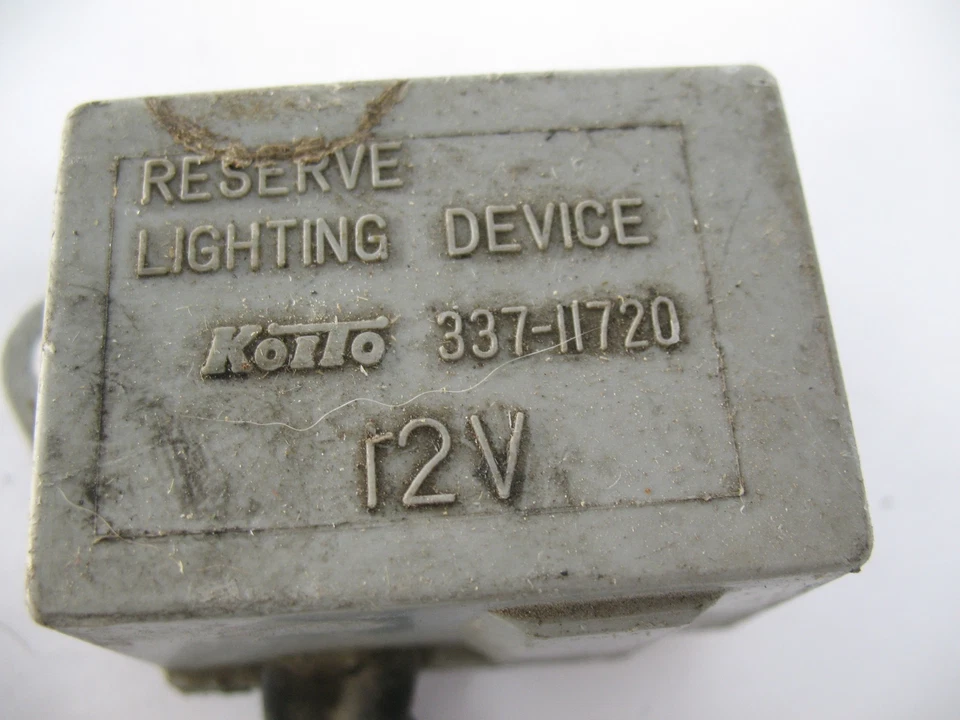 RESERVE
LIGHTING DEVICE
KoiTo 337-11720
12V